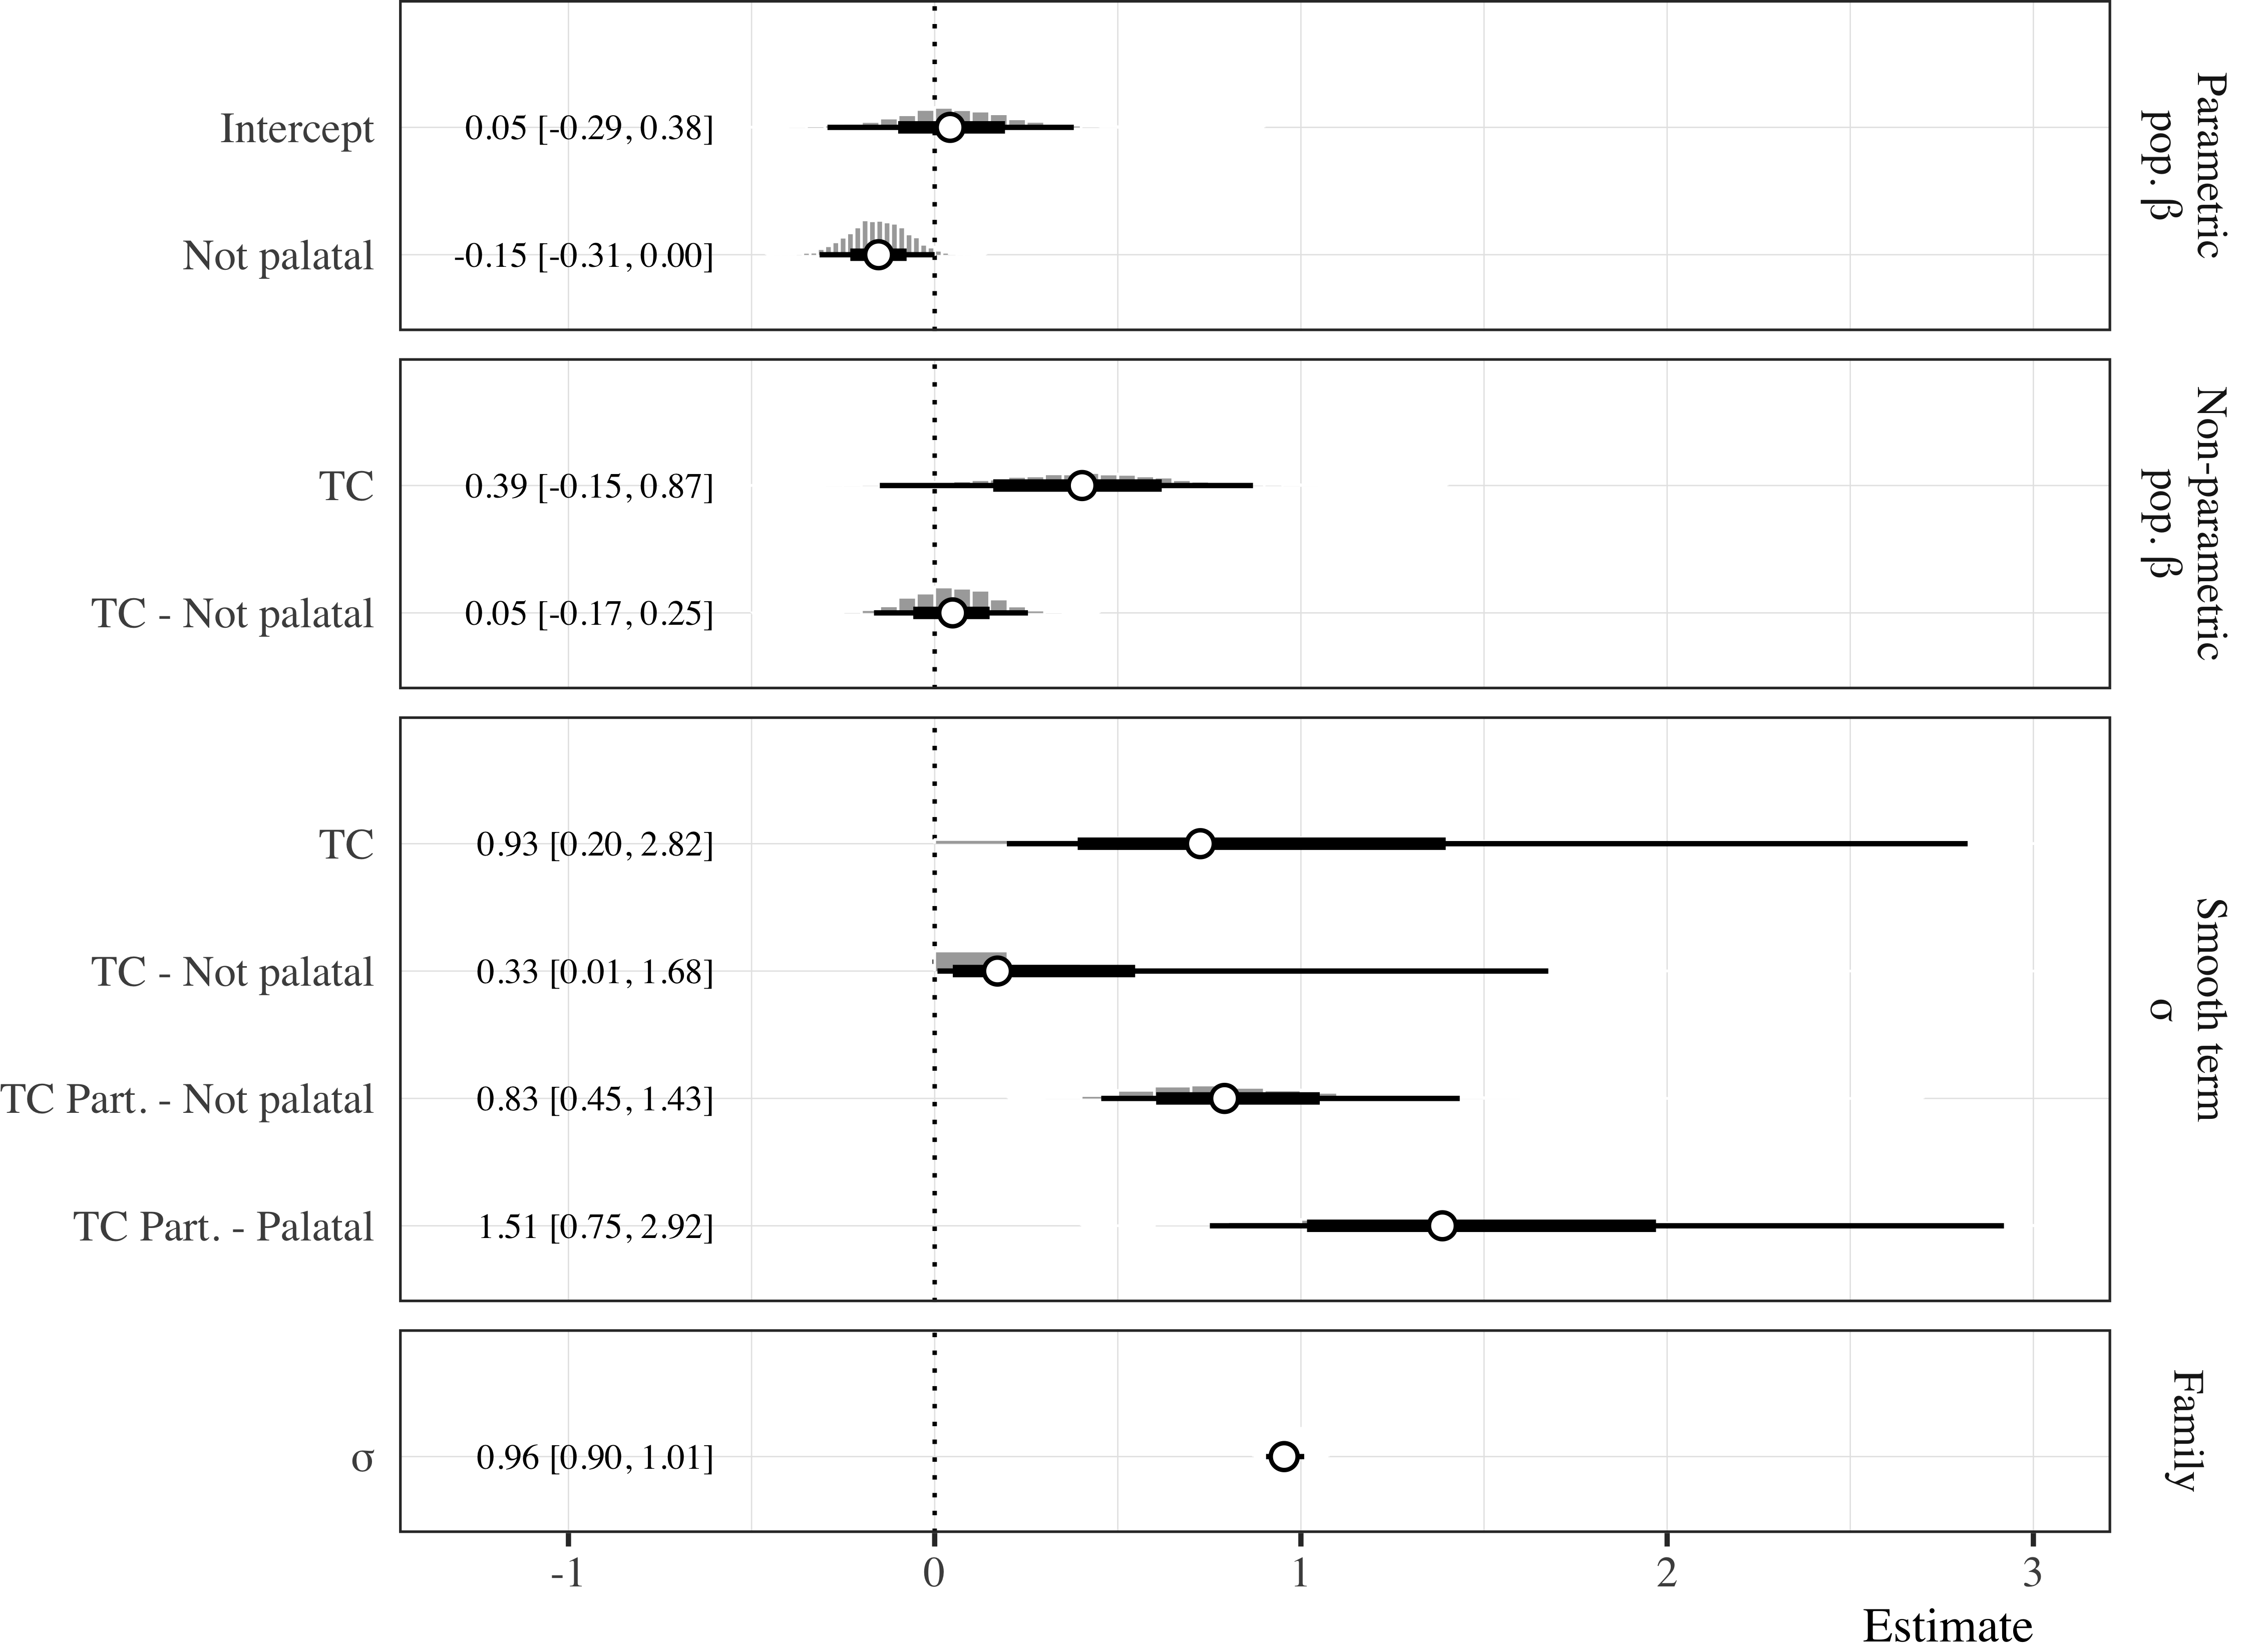 Parametric
pop. β
Intercept 0.05 [-0.29, 0.38]
Not palatal -0.15 [-0.31, 0.00]
Non-parametric
pop. β
TC 0.39 [-0.15, 0.87]
TC - Not palatal 0.05 [-0.17, 0.25]
Smooth term
σ
TC 0.93 [0.20, 2.82]
TC - Not palatal 0.33 [0.01, 1.68]
TC Part. - Not palatal 0.83 [0.45, 1.43]
TC Part. - Palatal 1.51 [0.75, 2.92]
Family
σ 0.96 [0.90, 1.01]
-1 0 1 2 3
Estimate